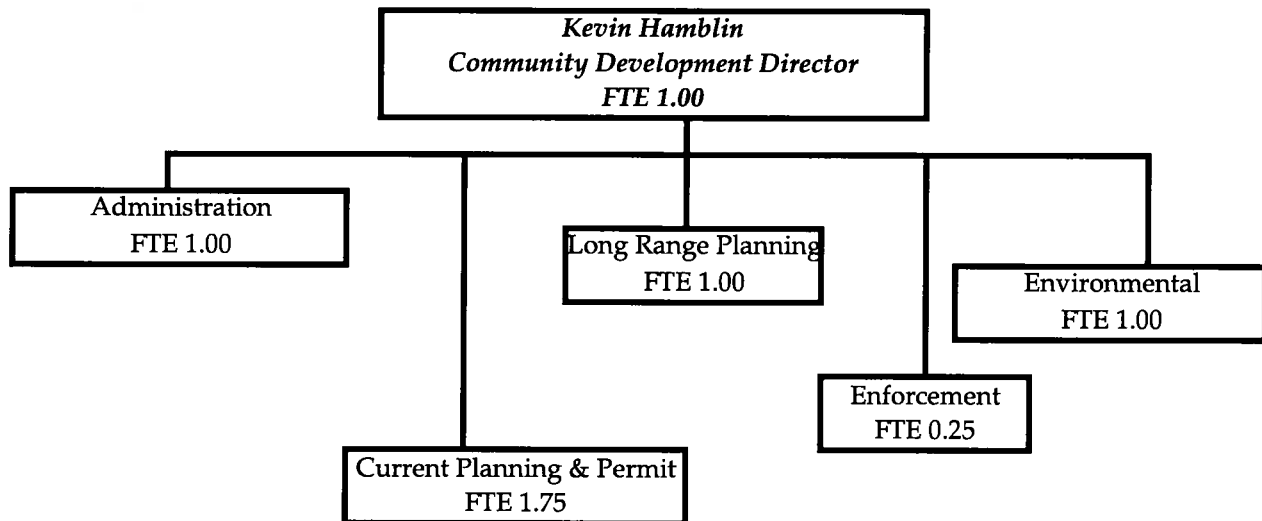 Kevin Hamblin
Community Development Director
FTE 1.00
Administration
FTE 1.00
Long Range Planning
FTE 1.00
Environmental
FTE 1.00
Enforcement
FTE 0.25
Current Planning & Permit
FTE 1.75